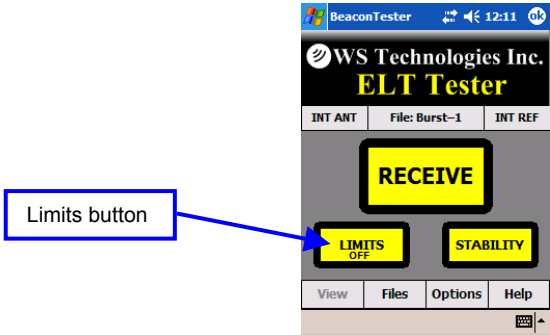 BeaconTester 12:11 ok
WS Technologies Inc.
ELT Tester
INT ANT File: Burst–1 INT REF
RECEIVE
Limits button
LIMITS STABILITY
OFF
View Files Options Help